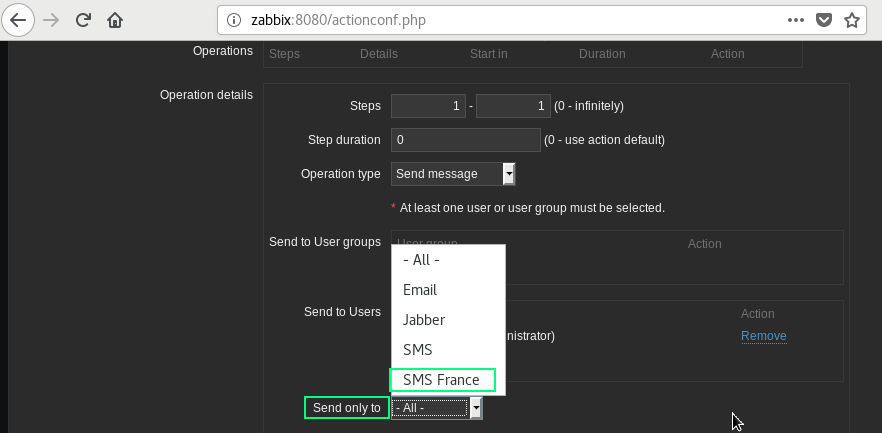 zabbix:8080/actionconf.php
Operations Steps Details Start in Duration Action
Operation details
Steps 1 - 1 (0 - infinitely)
Step duration 0 (0 - use action default)
Operation type Send message
* At least one user or user group must be selected.
Send to User groups User group Action
- All -
Email
Send to Users Action
Jabber
nistrator) Remove
SMS
SMS France
Send only to - All -